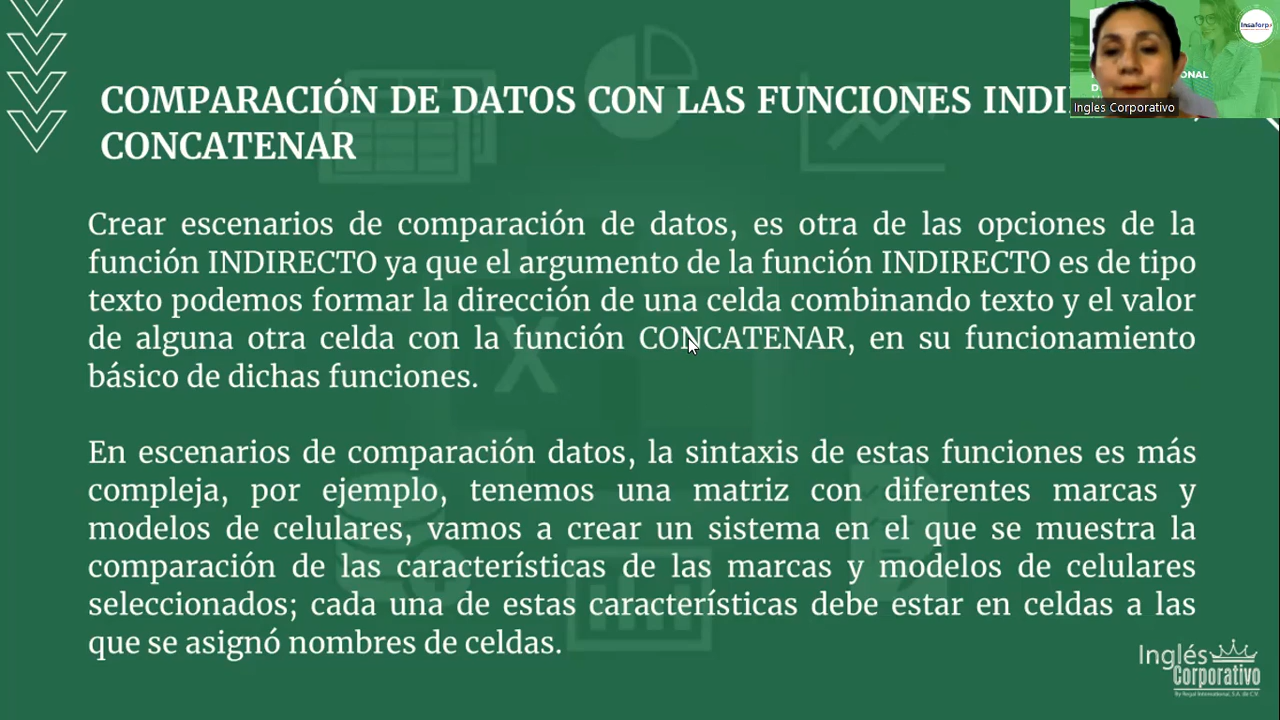 COMPARACIÓN DE DATOS CON LAS FUNCIONES INDI
CONCATENAR
Crear escenarios de comparación de datos, es otra de las opciones de la
función INDIRECTO ya que el argumento de la función INDIRECTO es de tipo
texto podemos formar la dirección de una celda combinando texto y el valor
de alguna otra celda con la función CONCATENAR, en su funcionamiento
básico de dichas funciones.
En escenarios de comparación datos, la sintaxis de estas funciones es más
compleja, por ejemplo, tenemos una matriz con diferentes marcas y
modelos de celulares, vamos a crear un sistema en el que se muestra la
comparación de las características de las marcas y modelos de celulares
seleccionados; cada una de estas características debe estar en celdas a las
que se asignó nombres de celdas.
Insaforp
ONAL
Ingles Corporativo
X
Inglés
Corporativo
By Regal International, S.A. de C.V.